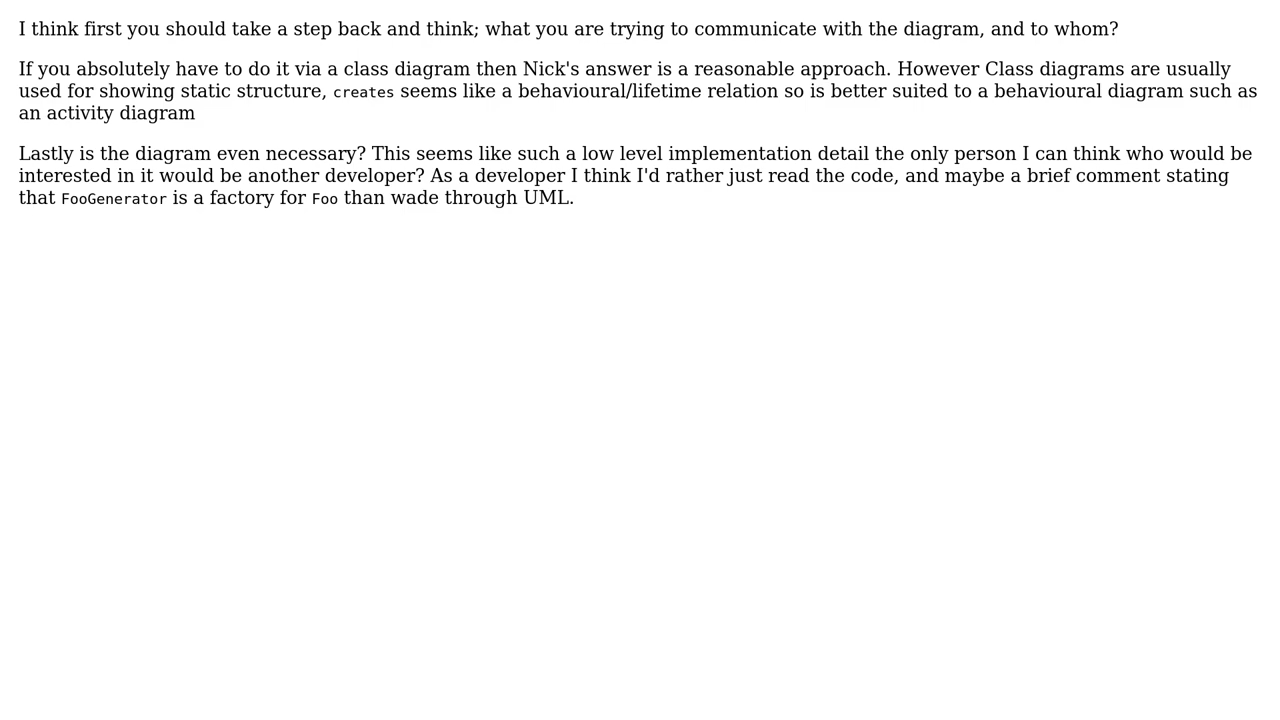 I think first you should take a step back and think; what you are trying to communicate with the diagram, and to whom?
If you absolutely have to do it via a class diagram then Nick's answer is a reasonable approach. However Class diagrams are usually
used for showing static structure, creates seems like a behavioural/lifetime relation so is better suited to a behavioural diagram such as
an activity diagram
Lastly is the diagram even necessary? This seems like such a low level implementation detail the only person I can think who would be
interested in it would be another developer? As a developer I think I'd rather just read the code, and maybe a brief comment stating
that FooGenerator is a factory for Foo than wade through UML.